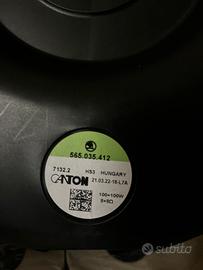 565.035.412
7132.2 HS3 HUNGARY
CANTON 21.03.22-18-L7A
100+100W
8+8Ω
subito